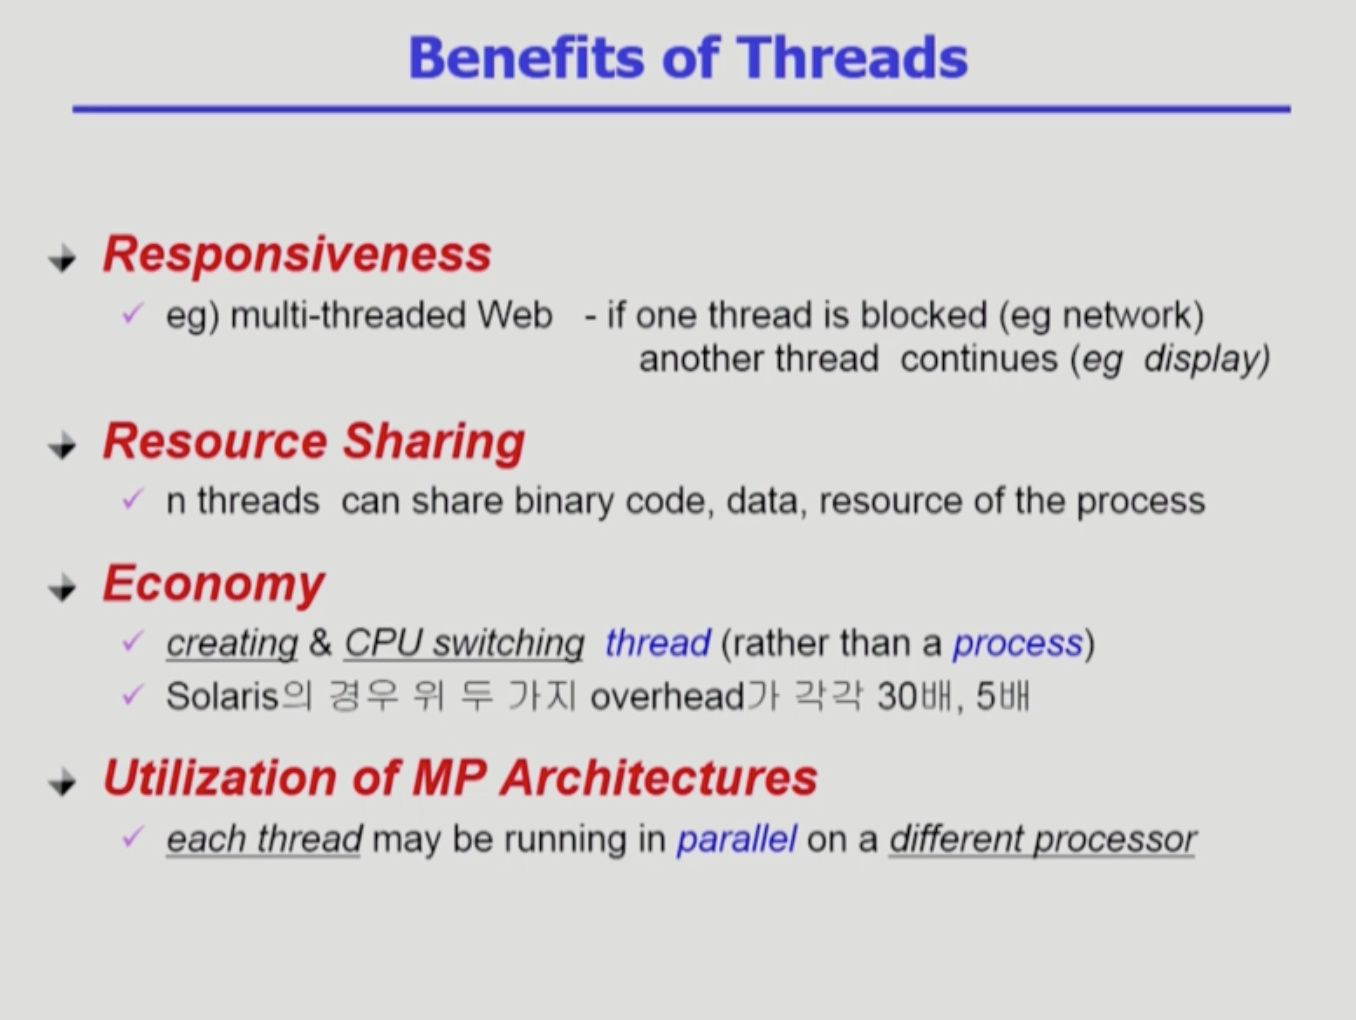 Benefits of Threads
Responsiveness
eg) multi-threaded Web - if one thread is blocked (eg network)
another thread continues (eg display)
Resource Sharing
n threads can share binary code, data, resource of the process
Economy
creating & CPU switching thread (rather than a process)
Solaris의 경우 위 두 가지 overhead가 각각 30배, 5배
Utilization of MP Architectures
each thread may be running in parallel on a different processor